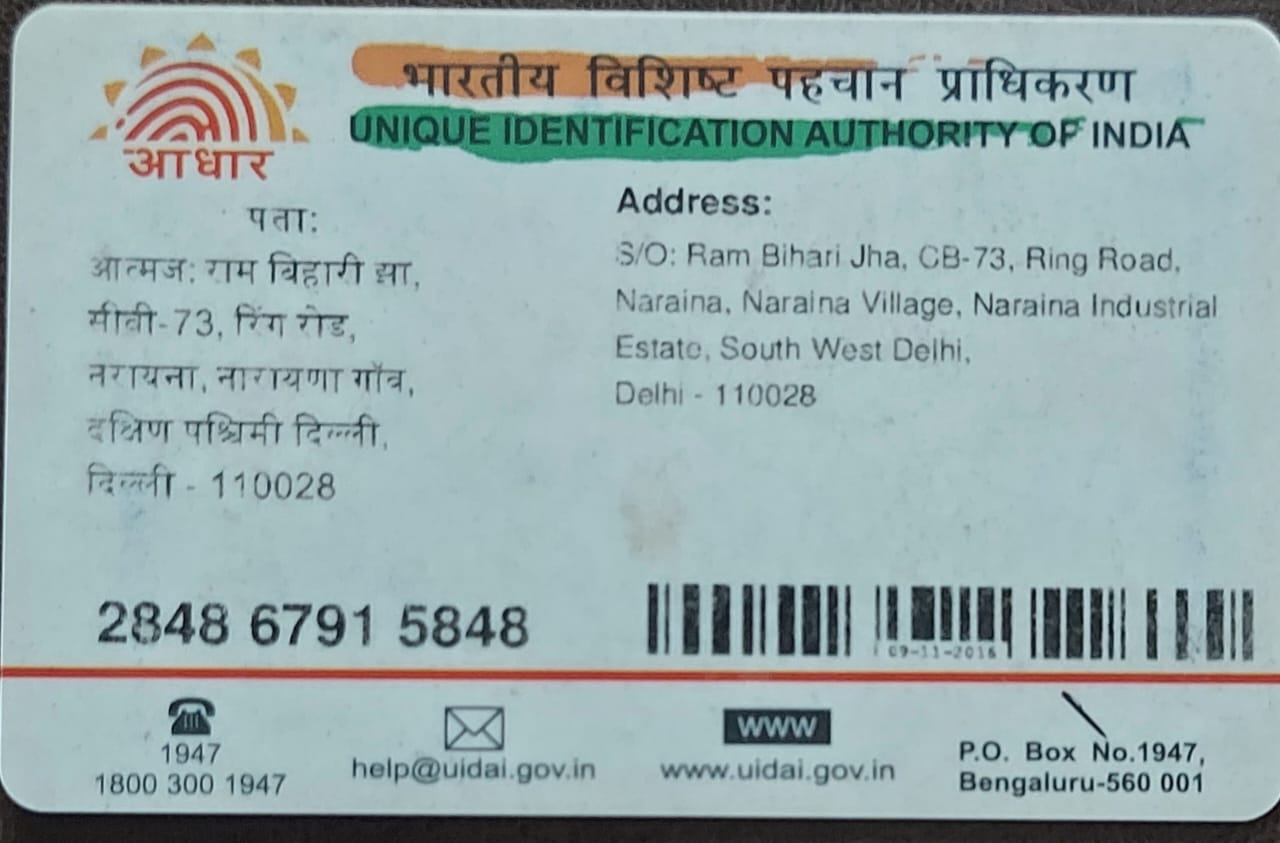 भारतीय विशिष्ट पहचान प्राधिकरण
UNIQUE IDENTIFICATION AUTHORITY OF INDIA
आधार
पता:
आत्मज: राम बिहारी झा,
सीबी-73, रिंग रोड,
नरायना, नारायणा गाँव,
दक्षिण पश्चिमी दिल्ली,
दिल्ली - 110028
Address:
S/O: Ram Bihari Jha, CB-73, Ring Road,
Naraina, Naraina Village, Naraina Industrial
Estate, South West Delhi,
Delhi - 110028
2848 6791 5848
09-11-2016
1947
1800 300 1947
help@uidai.gov.in
WWW
www.uidai.gov.in
P.O. Box No.1947,
Bengaluru-560 001